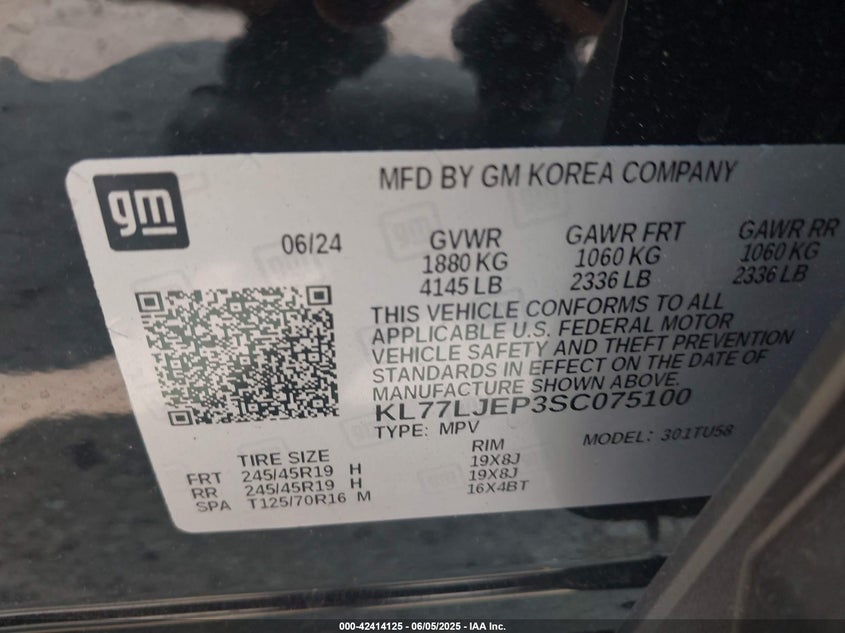 gm
MFD BY GM KOREA COMPANY
06/24
GVWR GAWR FRT GAWR RR
1880 KG 1060 KG 1060 KG
4145 LB 2336 LB 2336 LB
THIS VEHICLE CONFORMS TO ALL
APPLICABLE U.S. FEDERAL MOTOR
VEHICLE SAFETY AND THEFT PREVENTION
STANDARDS IN EFFECT ON THE DATE OF
MANUFACTURE SHOWN ABOVE.
KL77LJEP3SC075100
TYPE: MPV MODEL: 301TU58
TIRE SIZE RIM
FRT 245/45R19 H 19X8J
RR 245/45R19 H 19X8J
SPA T125/70R16 M 16X4BT
000-42414125 - 06/05/2025 - IAA Inc.